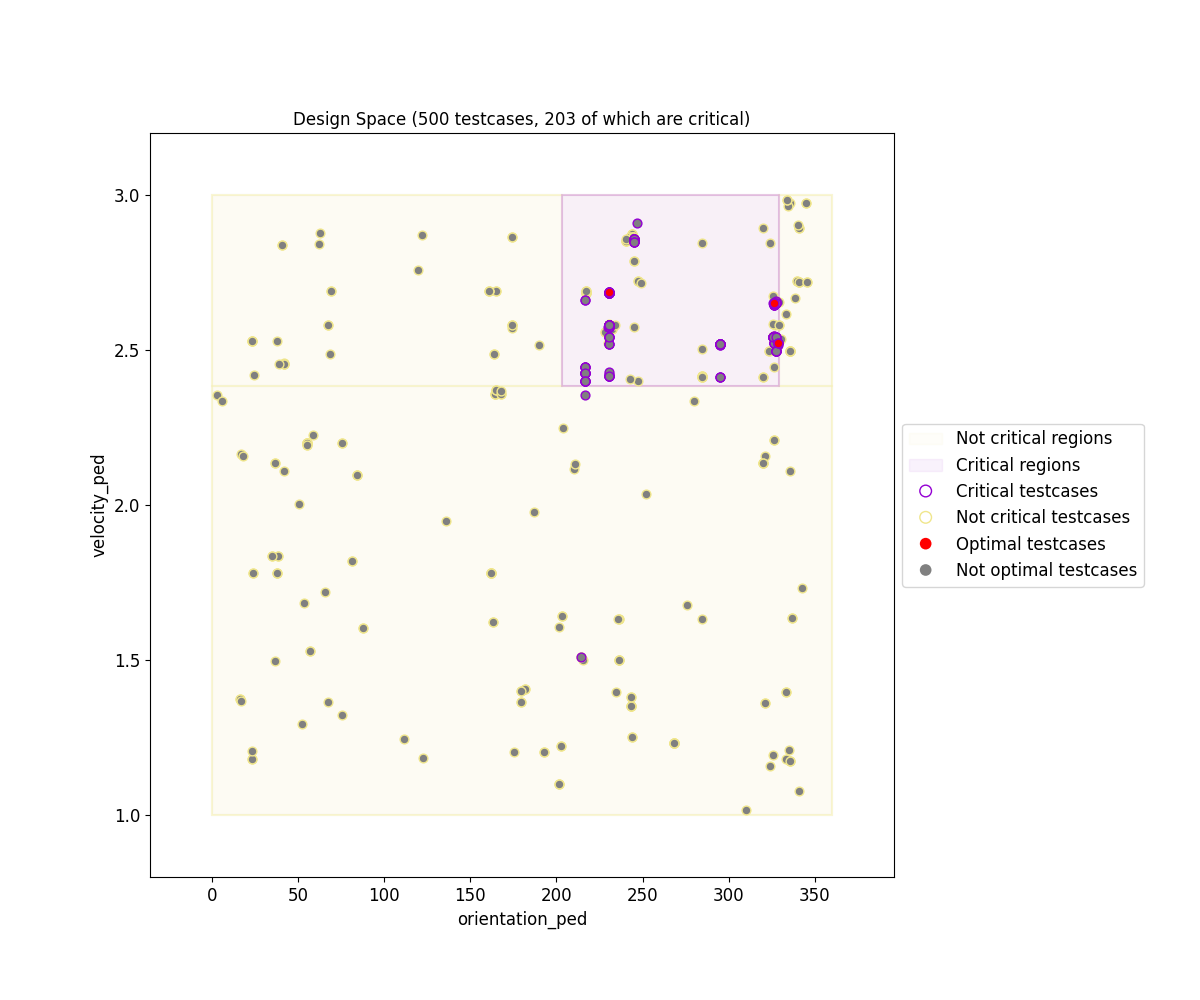 Design Space (500 testcases, 203 of which are critical)
3.0
2.5
2.0
1.5
1.0
velocity_ped
0 50 100 150 200 250 300 350
orientation_ped
Not critical regions
Critical regions
Critical testcases
Not critical testcases
Optimal testcases
Not optimal testcases